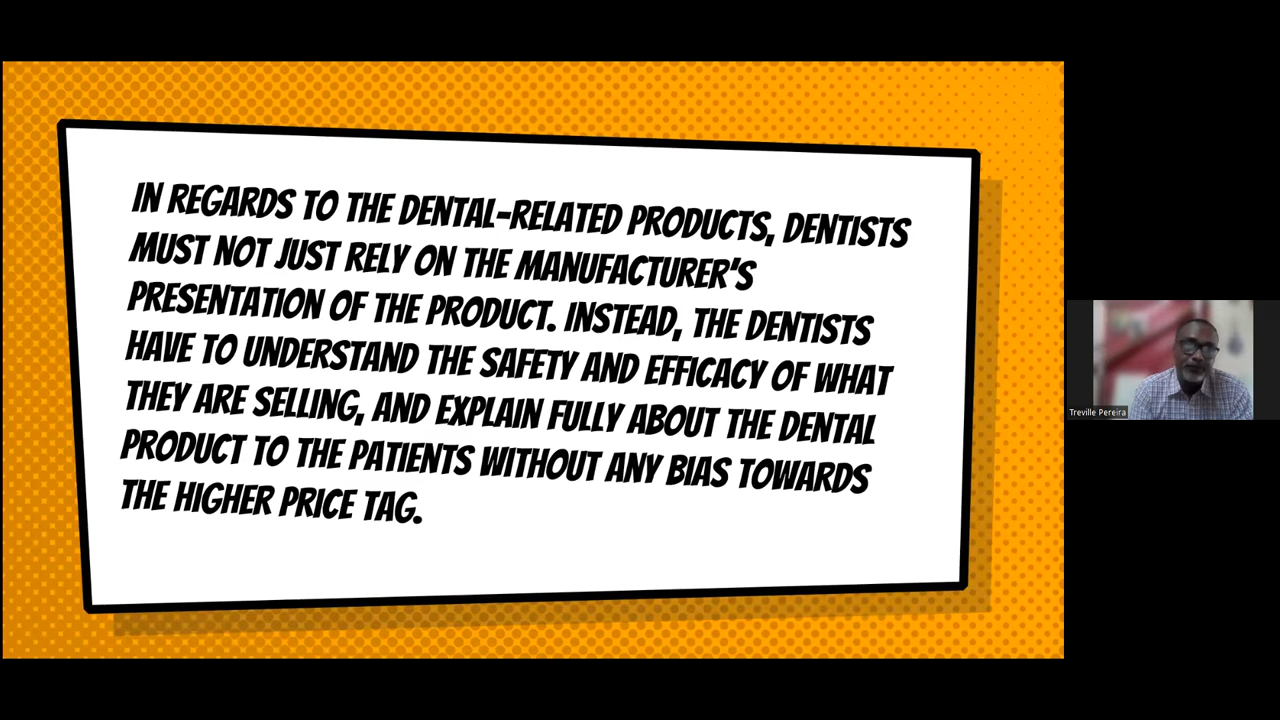 IN REGARDS TO THE DENTAL-RELATED PRODUCTS, DENTISTS
MUST NOT JUST RELY ON THE MANUFACTURER'S
PRESENTATION OF THE PRODUCT. INSTEAD, THE DENTISTS
HAVE TO UNDERSTAND THE SAFETY AND EFFICACY OF WHAT
THEY ARE SELLING, AND EXPLAIN FULLY ABOUT THE DENTAL
PRODUCT TO THE PATIENTS WITHOUT ANY BIAS TOWARDS
THE HIGHER PRICE TAG.
Treville Pereira